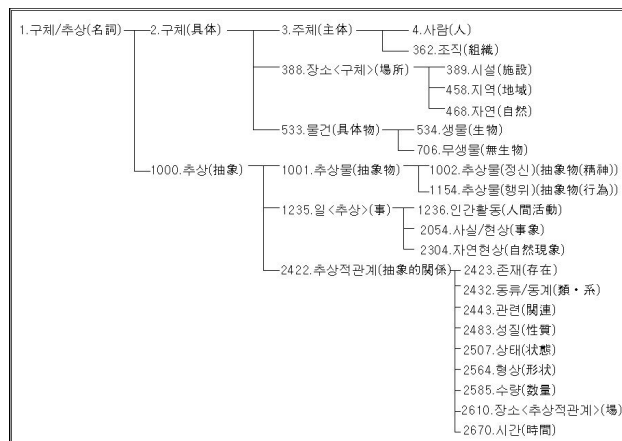 1.구체/추상(名詞) 2.구체(具体) 3.주체(主体) 4.사람(人)
362.조직(組織)
388.장소<구체>(場所) 389.시설(施設)
458.지역(地域)
468.자연(自然)
533.물건(具体物) 534.생물(生物)
706.무생물(無生物)
1000.추상(抽象) 1001.추상물(抽象物) 1002.추상물(정신)(抽象物(精神)
1154.추상물(행위)(抽象物(行為)
1235.일<추상>(事) 1236.인간활동(人間活動)
2054.사실/현상(事象)
2304.자연현상(自然現象)
2422.추상적관계(抽象的関係) 2423.존재(存在)
2432.동류/동계(類・系)
2443.관련(関連)
2483.성질(性質)
2507.상태(状態)
2564.형상(形状)
2585.수량(数量)
2610.장소<추상적관계>(場)
2670.시간(時間)